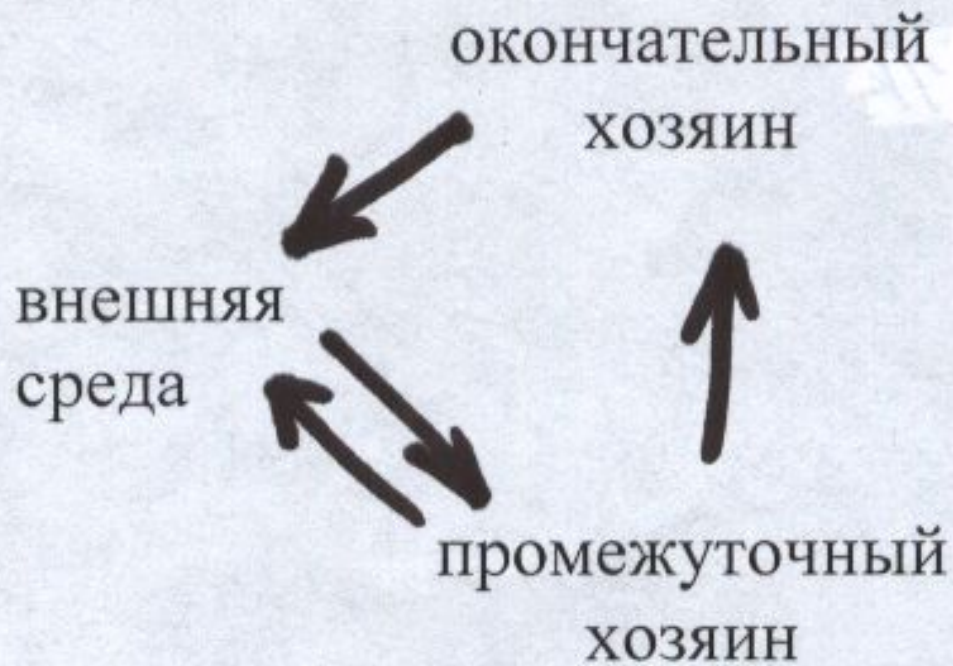 окончательный
хозяин
внешняя
среда
промежуточный
хозяин